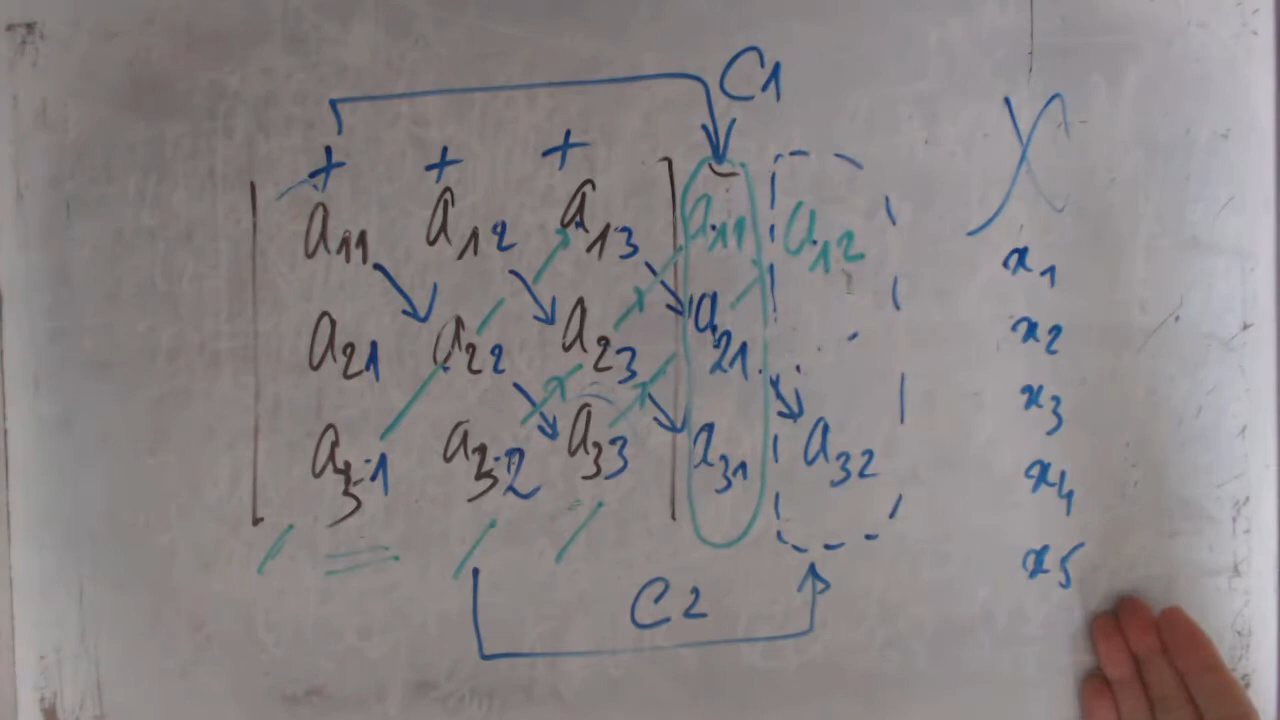 C1
+ + +
a11 a12 a13 a11 a12
a21 a22 a23 a21
a31 a32 a33 a31 a32
C2
X
x1
x2
x3
x4
x5